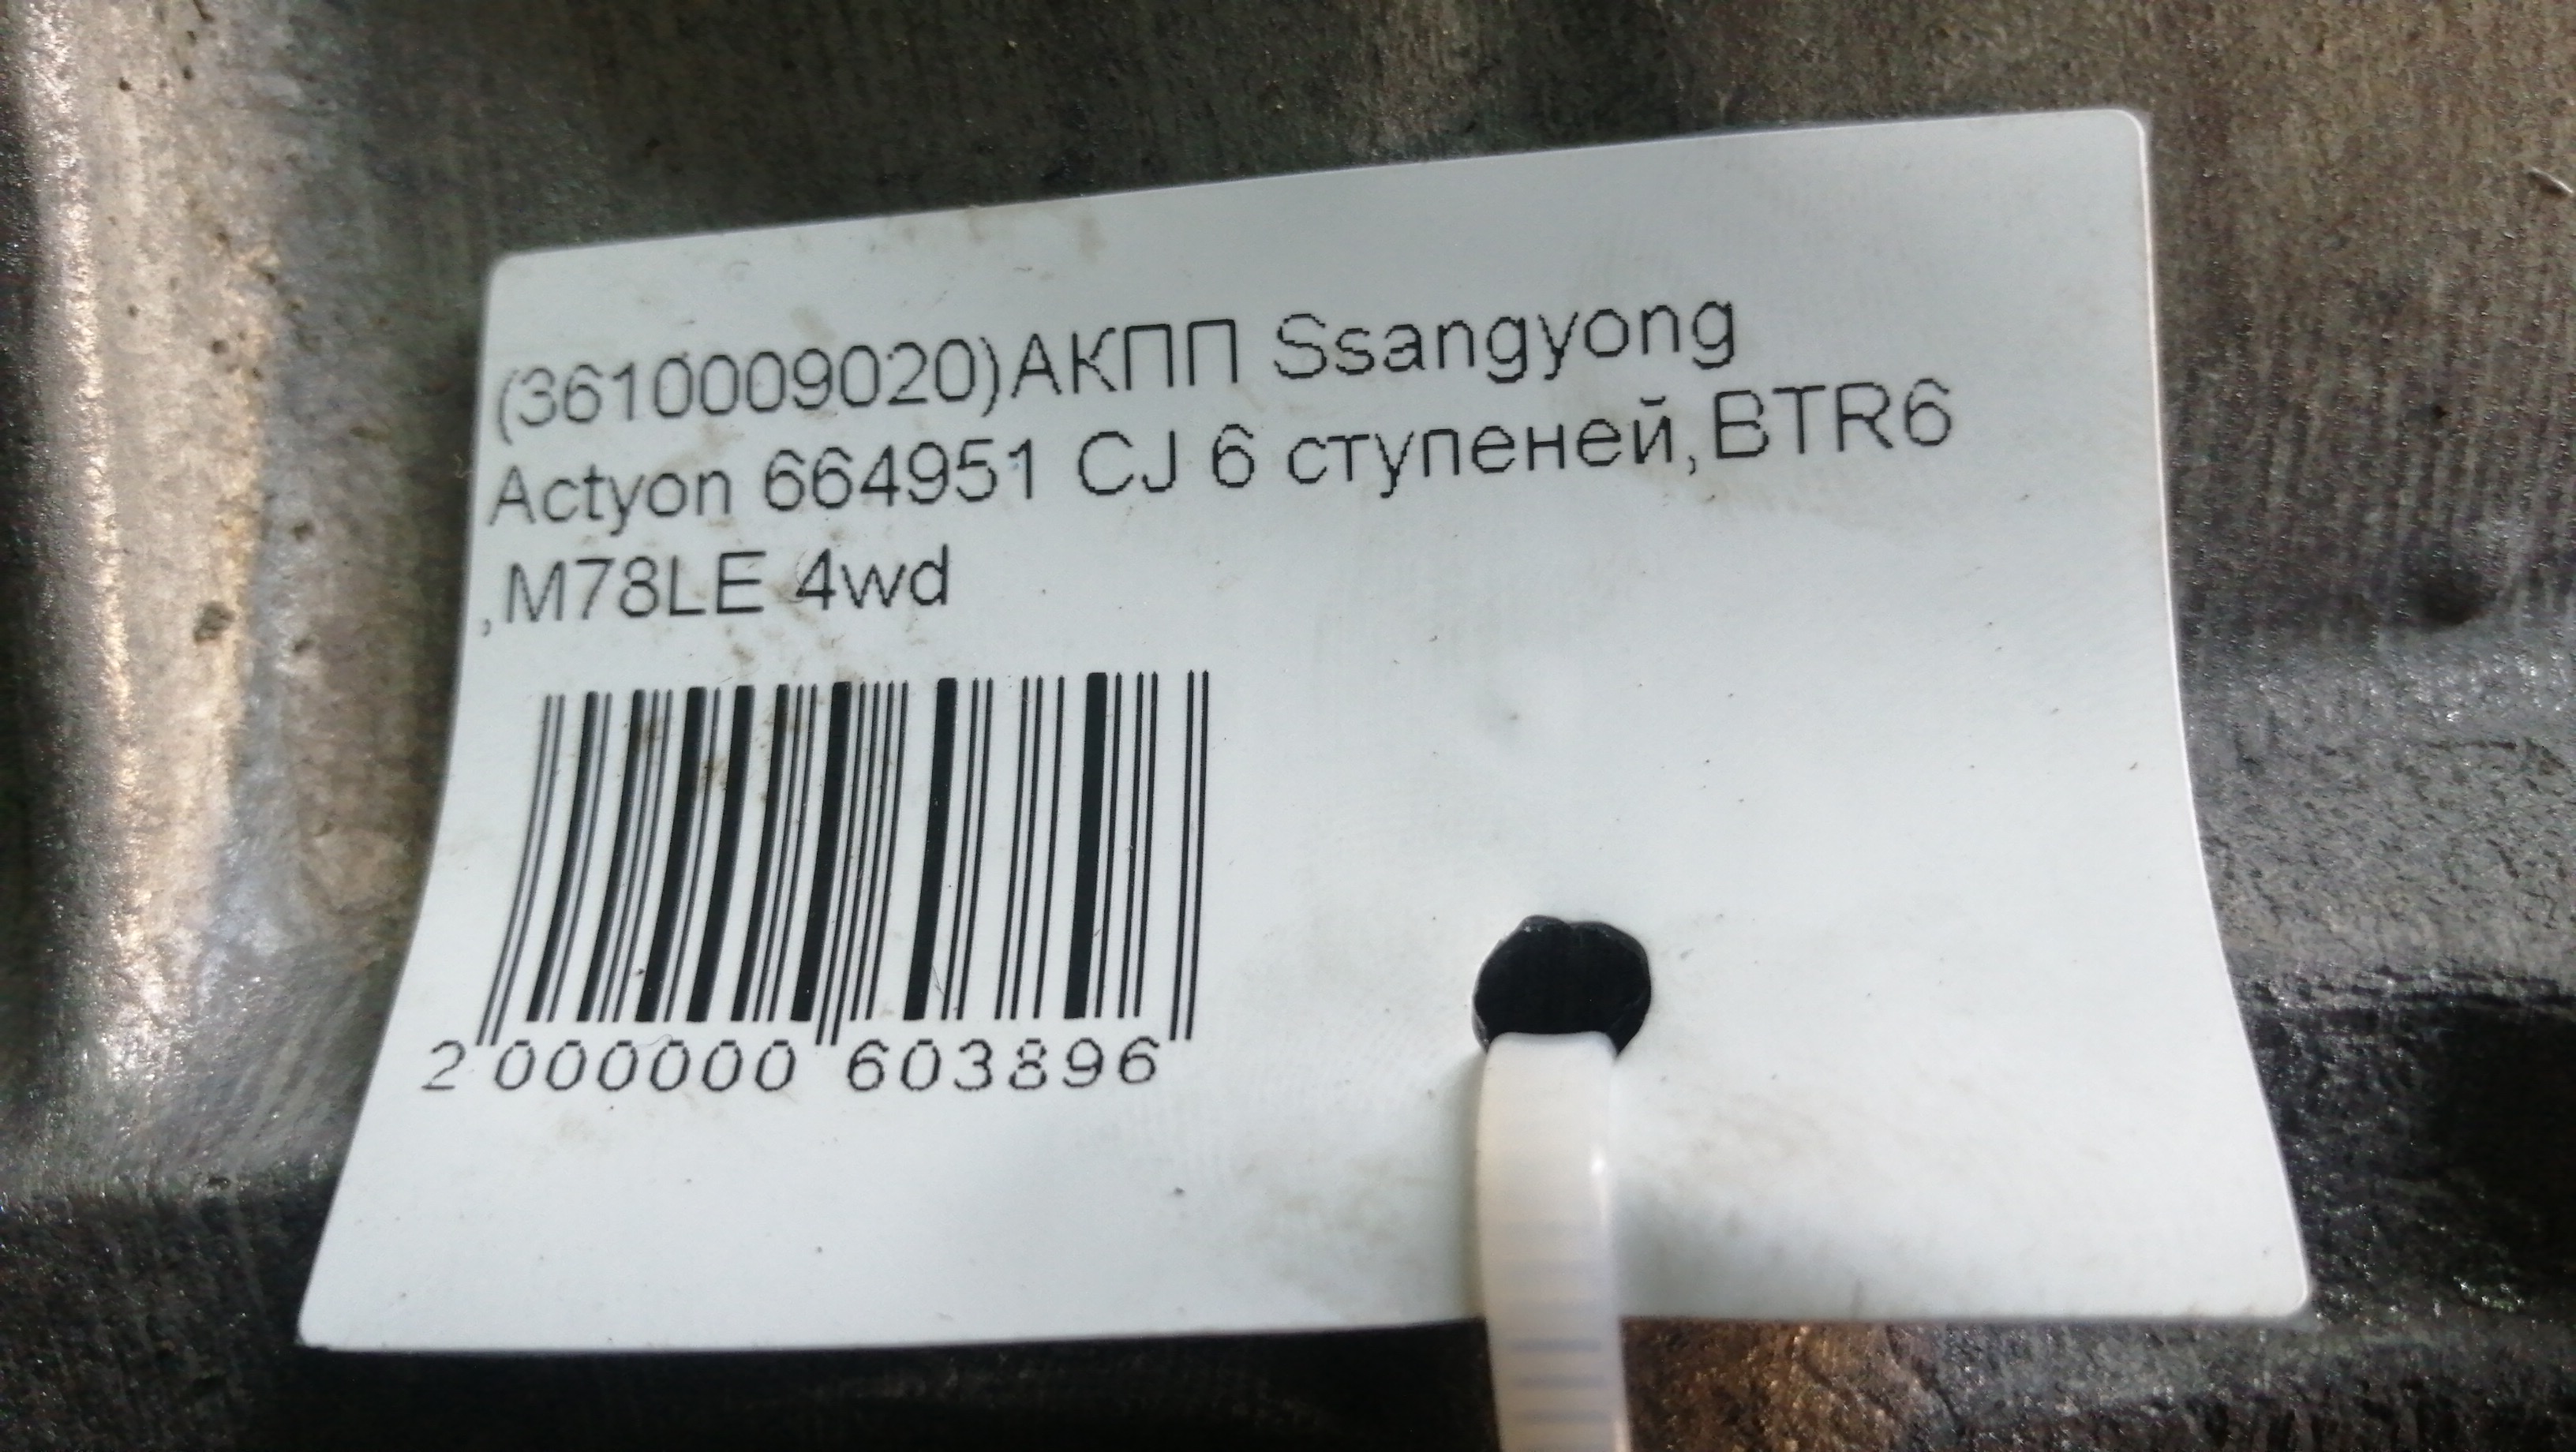 (3610009020)АКПП Ssangyong
Actyon 664951 CJ 6 ступеней,BTR6
,M78LE 4wd
2 000000 603896